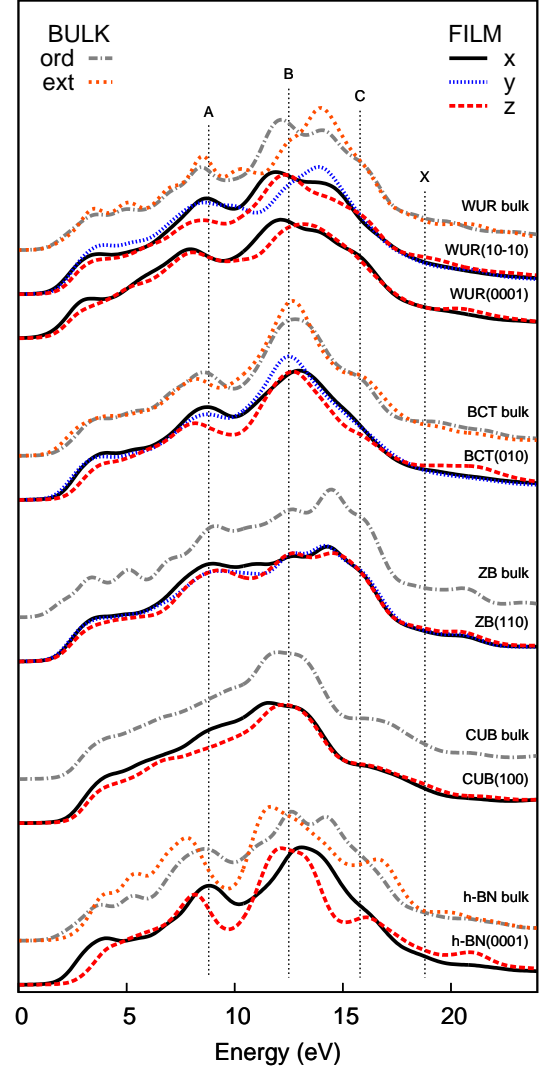 BULK
ord
ext
FILM
x
y
z
A
B
C
X
WUR bulk
WUR(10-10)
WUR(0001)
BCT bulk
BCT(010)
ZB bulk
ZB(110)
CUB bulk
CUB(100)
h-BN bulk
h-BN(0001)
0 5 10 15 20
Energy (eV)